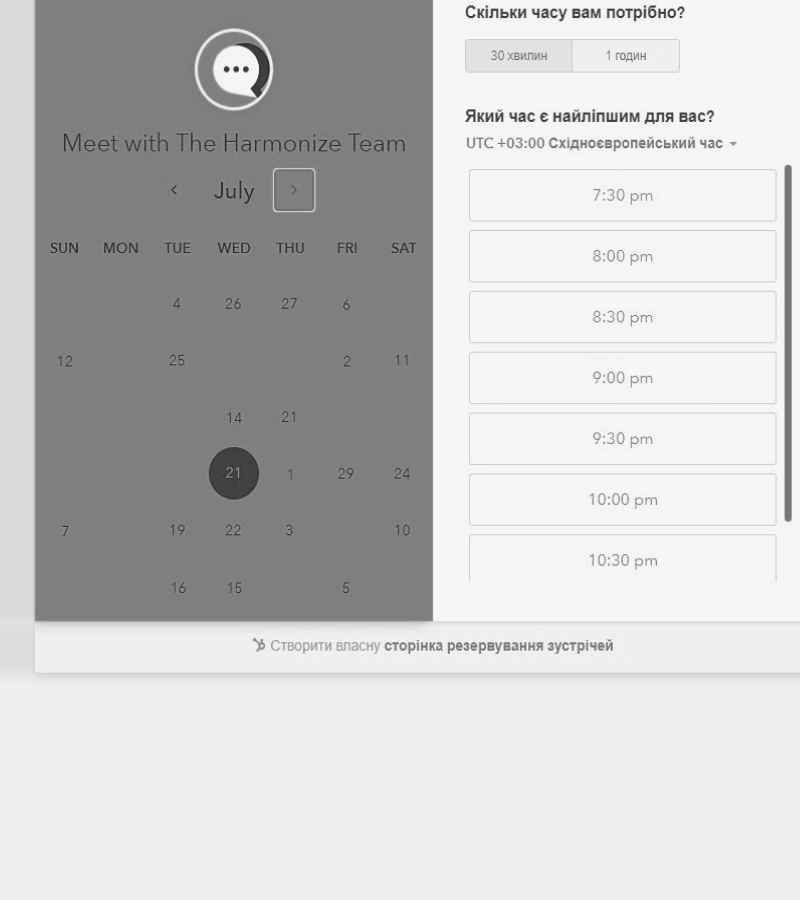 Meet with The Harmonize Team
July
SUN MON TUE WED THU FRI SAT
4 26 27 6
12 25 2 11
14 21
21 1 29 24
7 19 22 3 10
16 15 5
Скільки часу вам потрібно?
30 хвилин 1 годин
Який час є найліпшим для вас?
UTC +03:00 Східноєвропейський час
7:30 pm
8:00 pm
8:30 pm
9:00 pm
9:30 pm
10:00 pm
10:30 pm
Створити власну сторінка резервування зустрічей